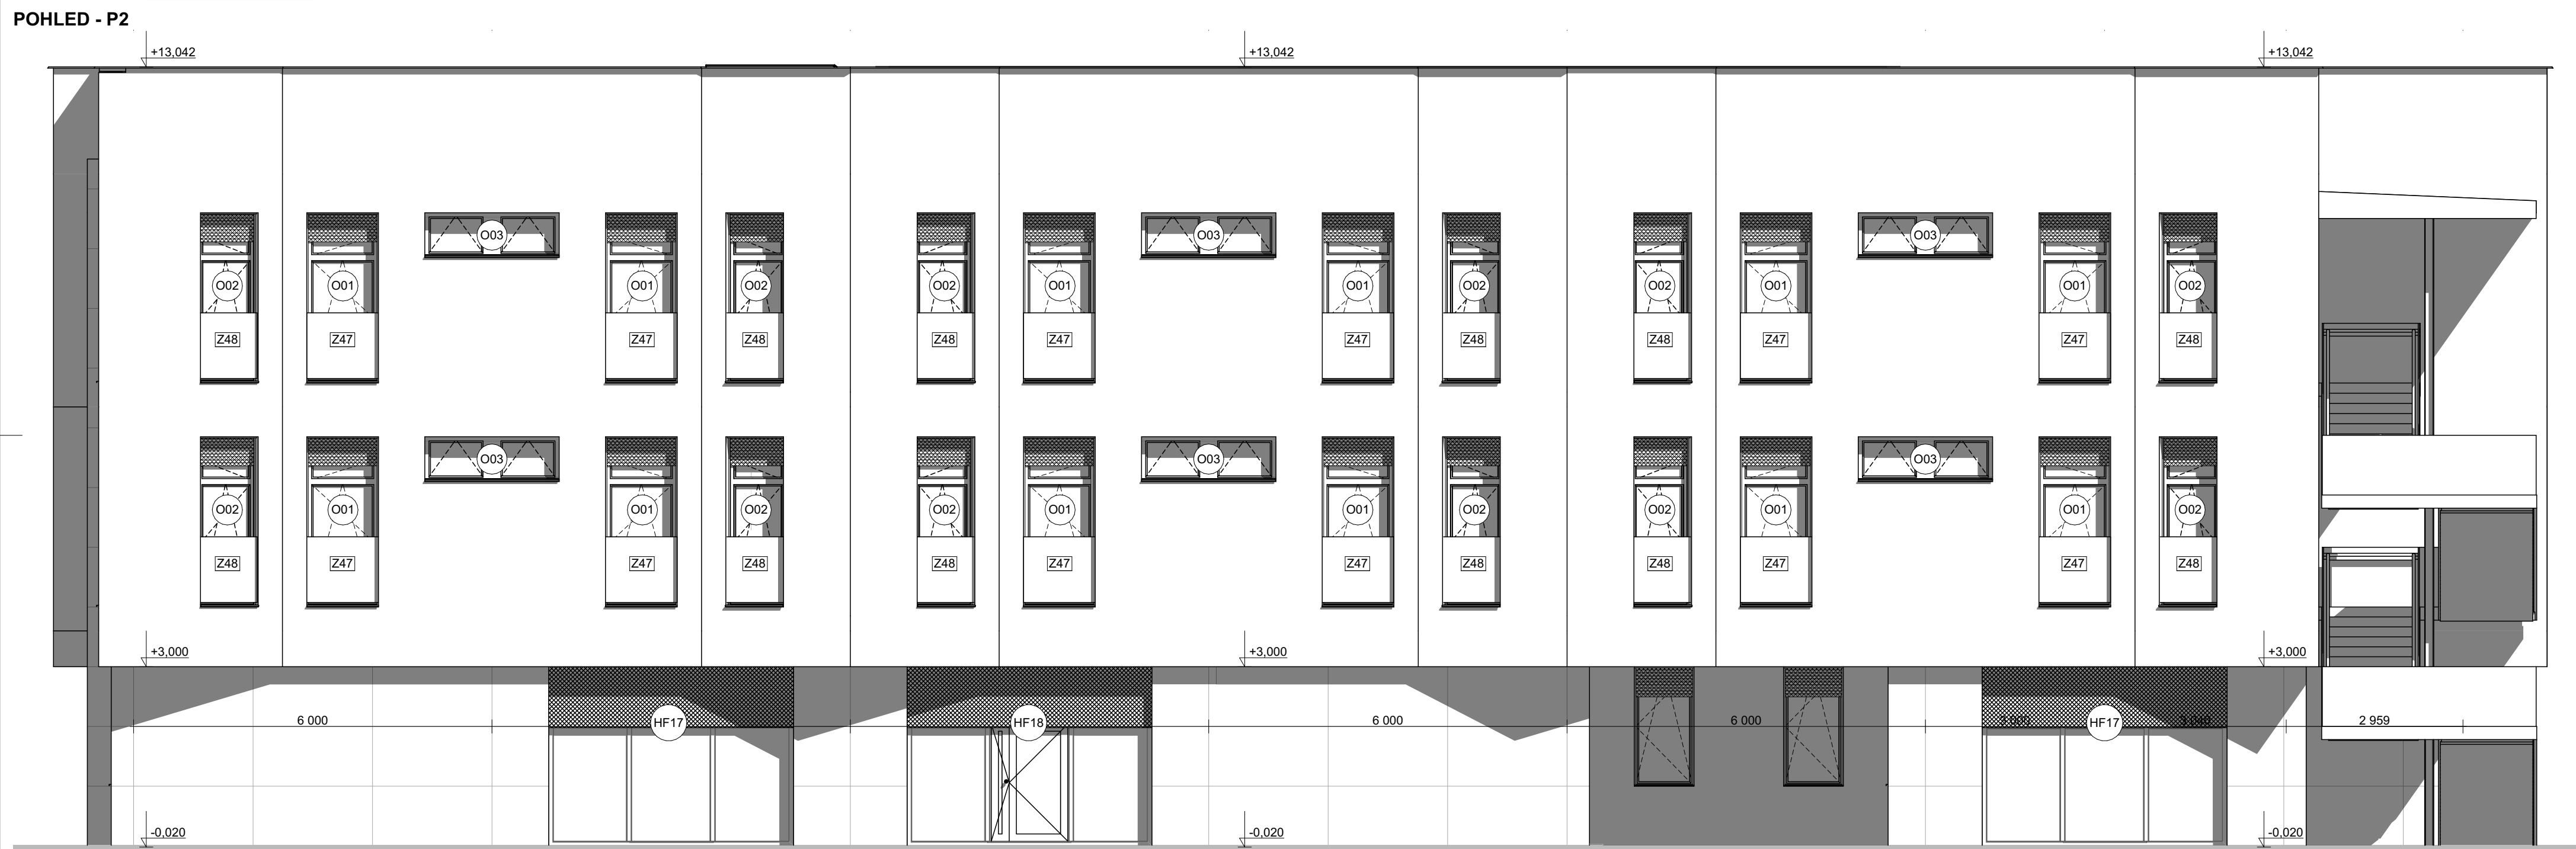 POHLED - P2
+13,042 +13,042 +13,042
O03 O03 O03
O02 O01 O01 O02 O02 O01 O01 O02 O02 O01 O01 O02
Z48 Z47 Z47 Z48 Z48 Z47 Z47 Z48 Z48 Z47 Z47 Z48
O03 O03 O03
O02 O01 O01 O02 O02 O01 O01 O02 O02 O01 O01 O02
Z48 Z47 Z47 Z48 Z48 Z47 Z47 Z48 Z48 Z47 Z47 Z48
+3,000 +3,000 +3,000
6 000 HF17 HF18 6 000 6 000 3 000 HF17 3 040 2 959
-0,020 -0,020 -0,020